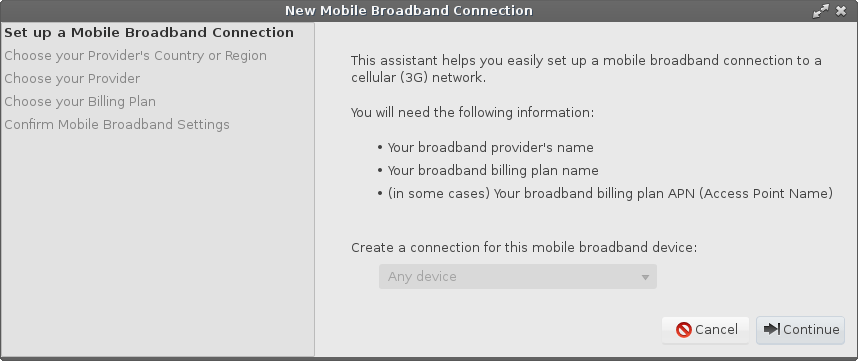 New Mobile Broadband Connection
Set up a Mobile Broadband Connection
Choose your Provider's Country or Region
Choose your Provider
Choose your Billing Plan
Confirm Mobile Broadband Settings
This assistant helps you easily set up a mobile broadband connection to a
cellular (3G) network.
You will need the following information:
• Your broadband provider's name
• Your broadband billing plan name
• (in some cases) Your broadband billing plan APN (Access Point Name)
Create a connection for this mobile broadband device:
Any device
Cancel
Continue